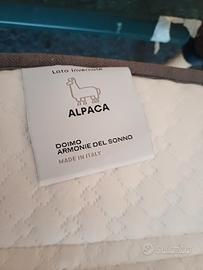 Lato invernale
ALPACA
DOIMO
ARMONIE DEL SONNO
MADE IN ITALY